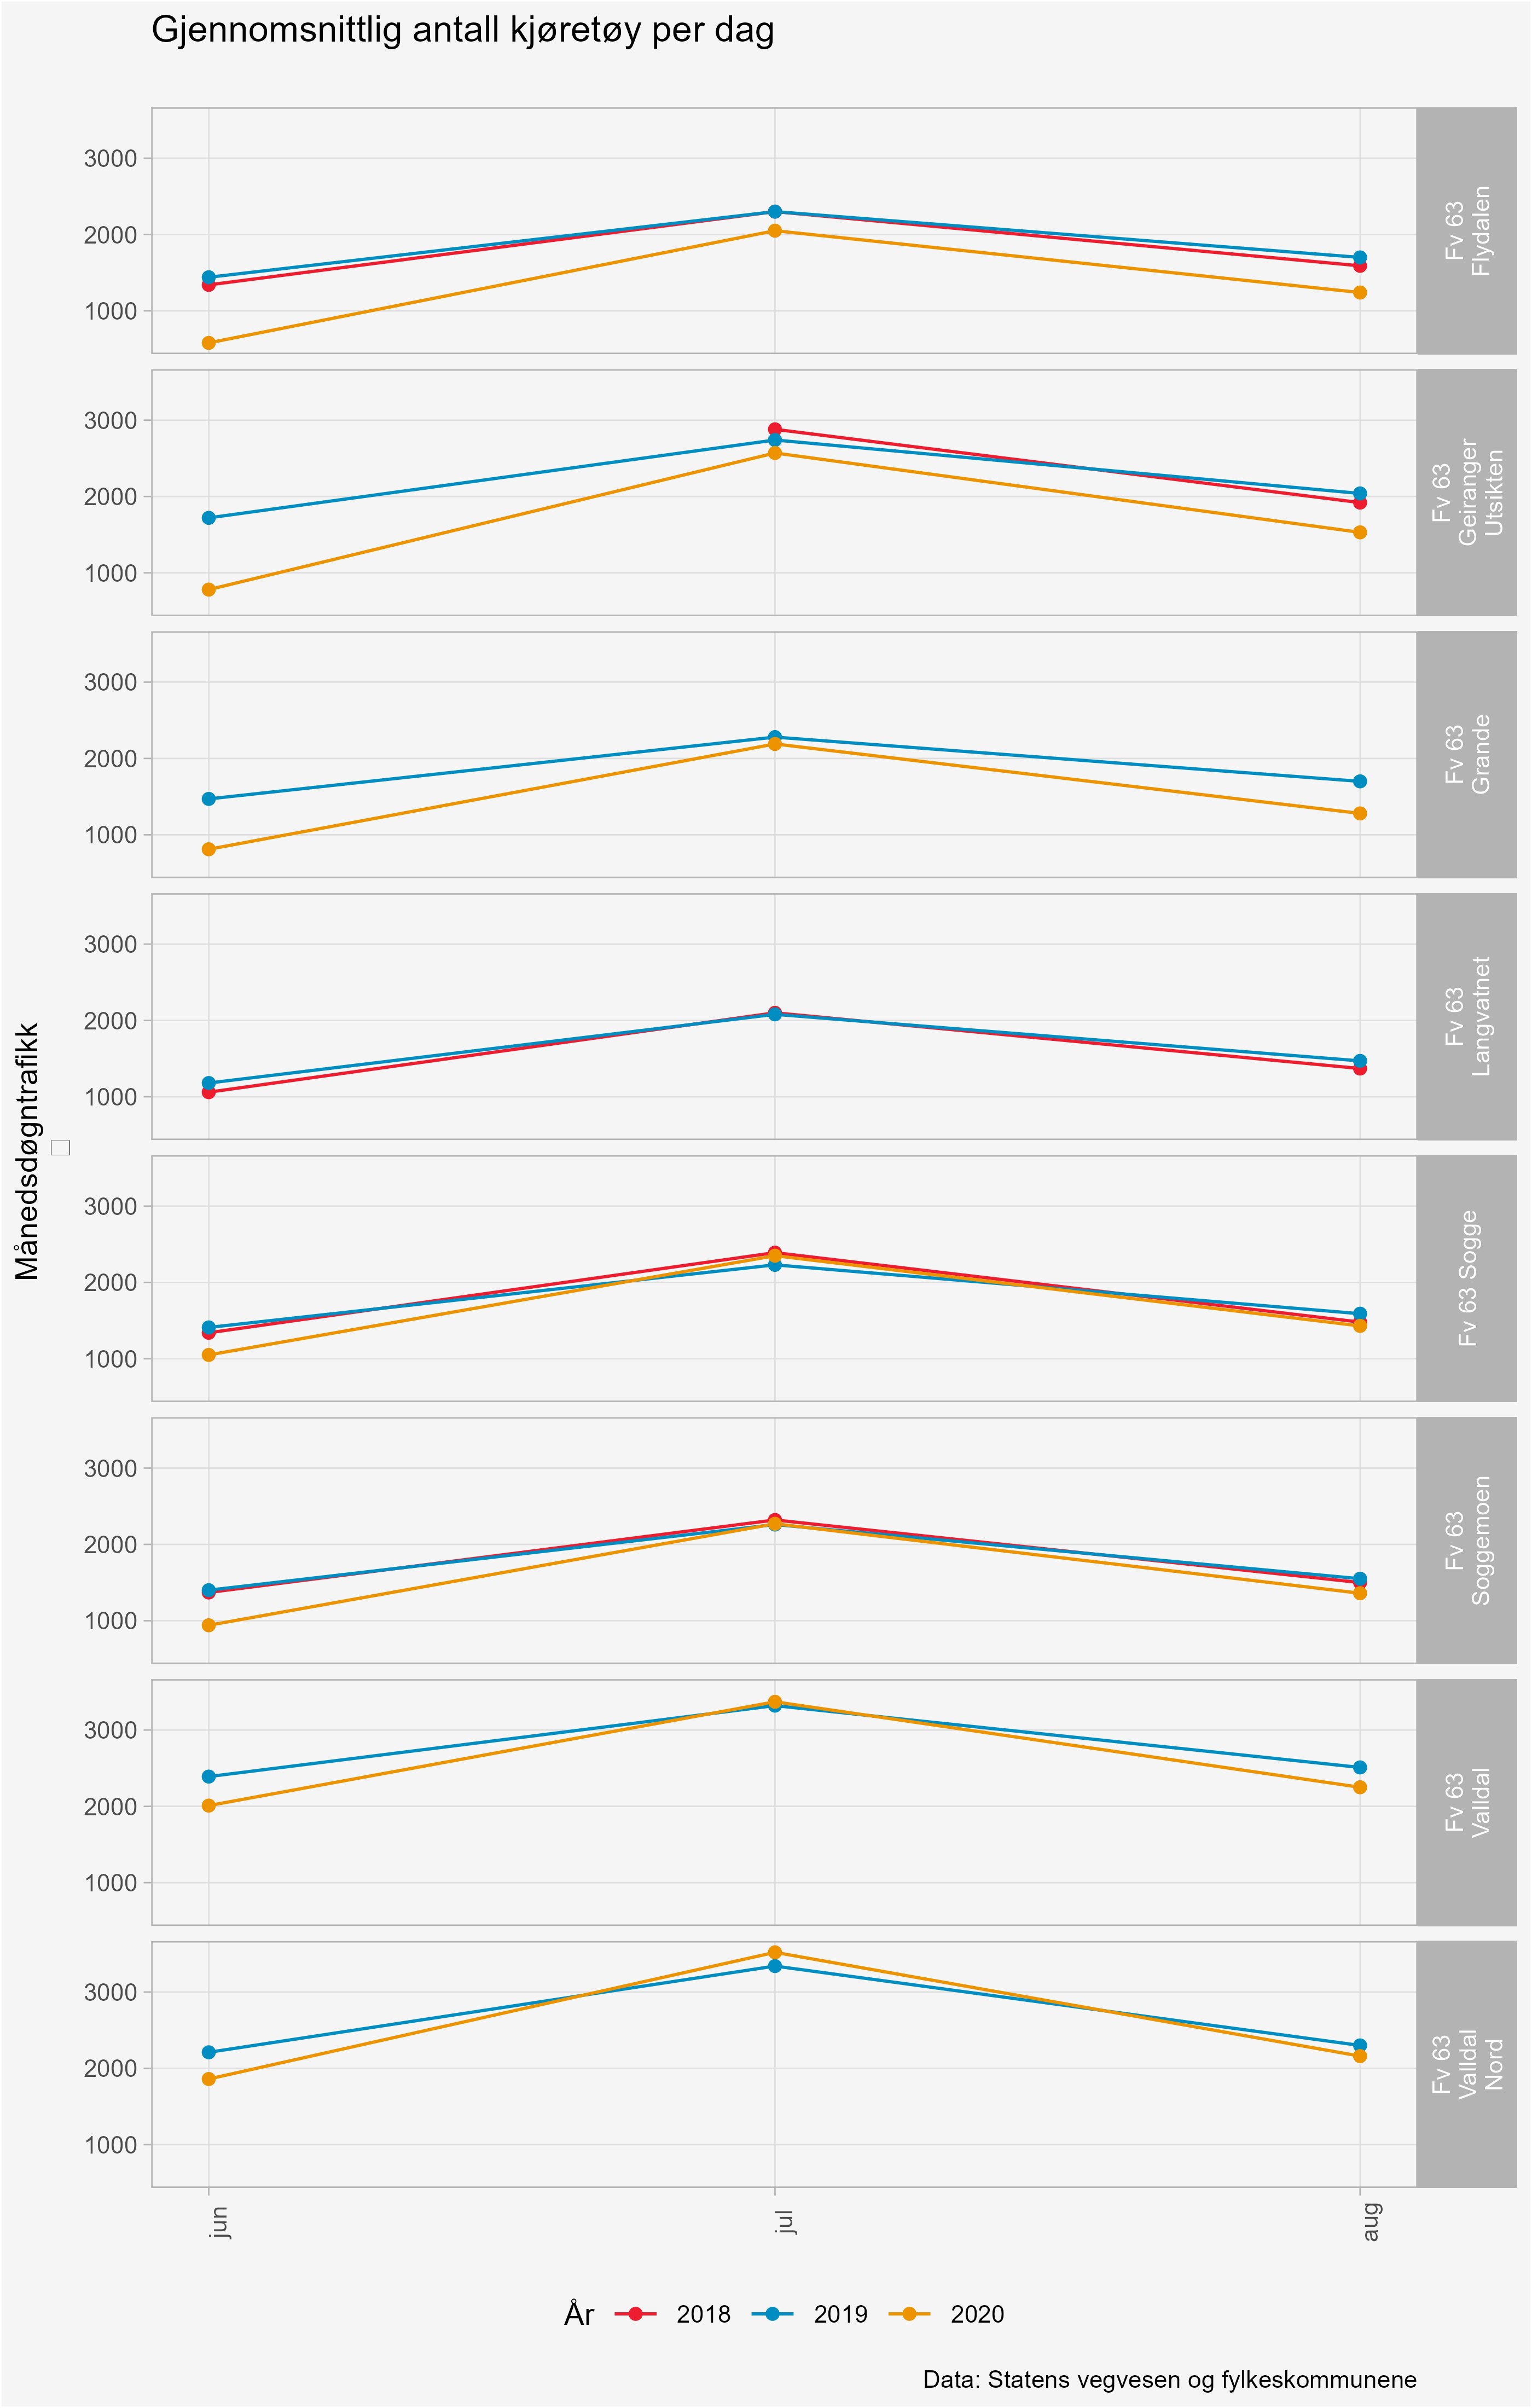 Gjennomsnittlig antall kjøretøy per dag
Månedsdøgntrafikk
3000
2000
1000
Fv 63
Flydalen
3000
2000
1000
Fv 63
Geiranger
Utsikten
3000
2000
1000
Fv 63
Grande
3000
2000
1000
Fv 63
Langvatnet
3000
2000
1000
Fv 63 Sogge
3000
2000
1000
Fv 63
Soggemoen
3000
2000
1000
Fv 63
Valldal
3000
2000
1000
Fv 63
Valldal
Nord
jun
jul
aug
År 2018 2019 2020
Data: Statens vegvesen og fylkeskommunene